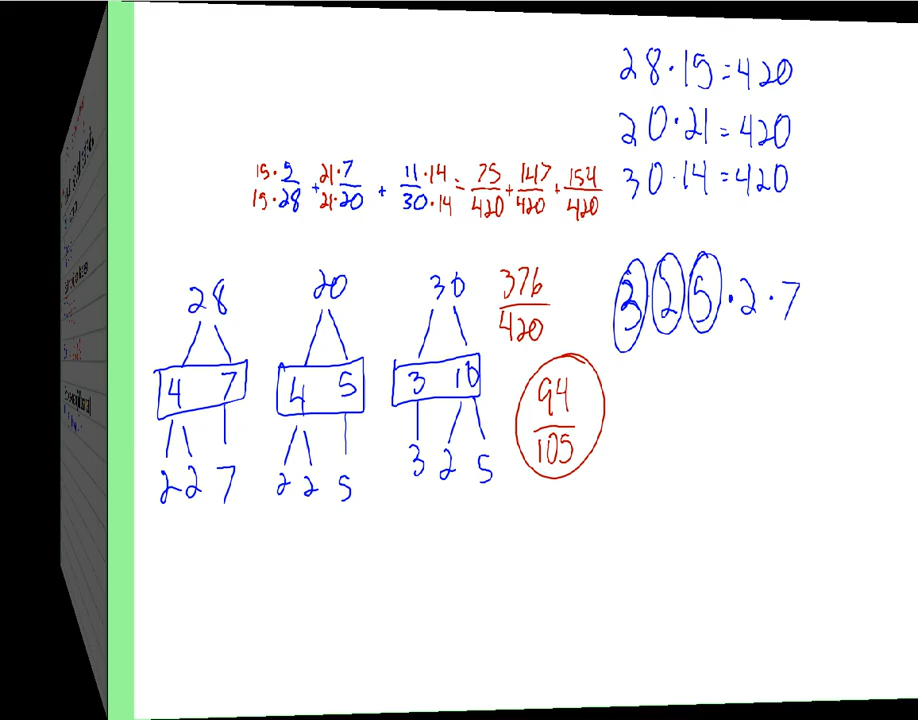 28·15=420
20·21=420
30·14=420
15·5/15·28 + 21·7/21·20 + 11·14/30·14 = 75/420 + 147/420 + 154/420
376/420
3 2 5 · 2 · 7
28 20 30
4 7 4 5 3 10
2 2 7 2 2 5 3 2 5
94/105